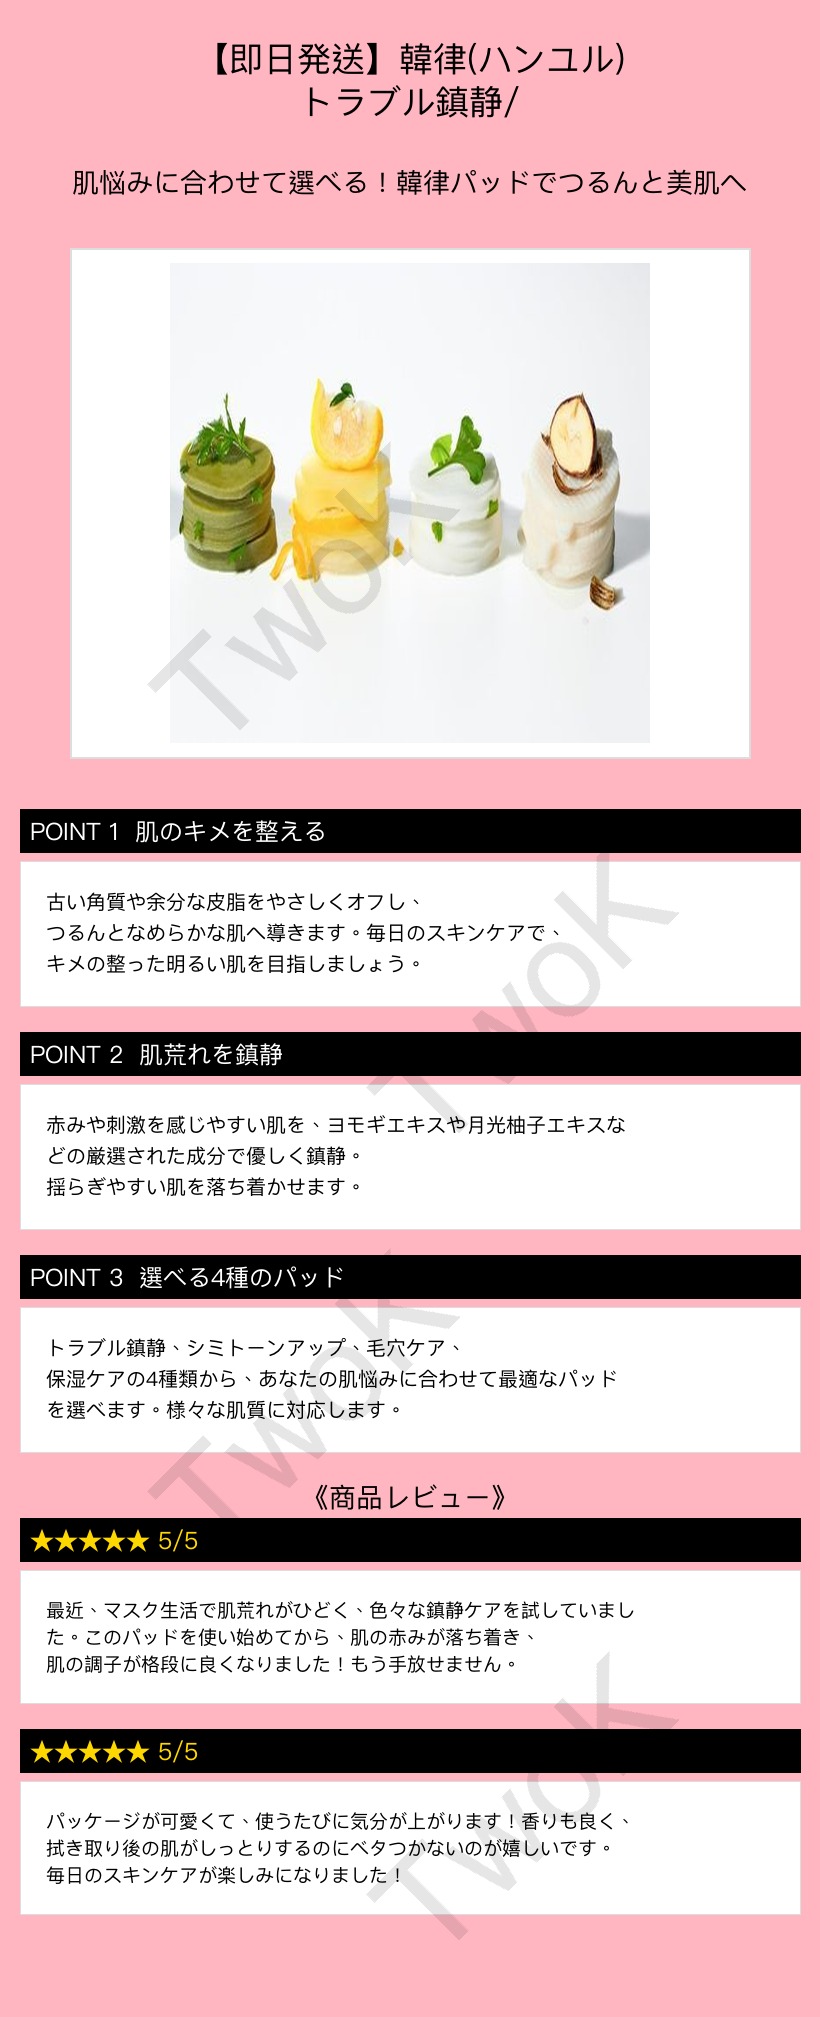 【即日発送】韓律(ハンユル)
トラブル鎮静/
肌悩みに合わせて選べる！韓律パッドでつるんと美肌へ
TwoK
POINT 1 肌のキメを整える
古い角質や余分な皮脂をやさしくオフし、
つるんとなめらかな肌へ導きます。毎日のスキンケアで、
キメの整った明るい肌を目指しましょう。
TwoK
POINT 2 肌荒れを鎮静
赤みや刺激を感じやすい肌を、ヨモギエキスや月光柚子エキスな
どの厳選された成分で優しく鎮静。
揺らぎやすい肌を落ち着かせます。
POINT 3 選べる4種のパッド
トラブル鎮静、シミトーンアップ、毛穴ケア、
保湿ケアの4種類から、あなたの肌悩みに合わせて最適なパッド
を選べます。様々な肌質に対応します。
TwoK
《商品レビュー》
★★★★★ 5/5
最近、マスク生活で肌荒れがひどく、色々な鎮静ケアを試していまし
た。このパッドを使い始めてから、肌の赤みが落ち着き、
肌の調子が格段に良くなりました！もう手放せません。
★★★★★ 5/5
パッケージが可愛くて、使うたびに気分が上がります！香りも良く、
拭き取り後の肌がしっとりするのにベタつかないのが嬉しいです。
毎日のスキンケアが楽しみになりました！
TwoK